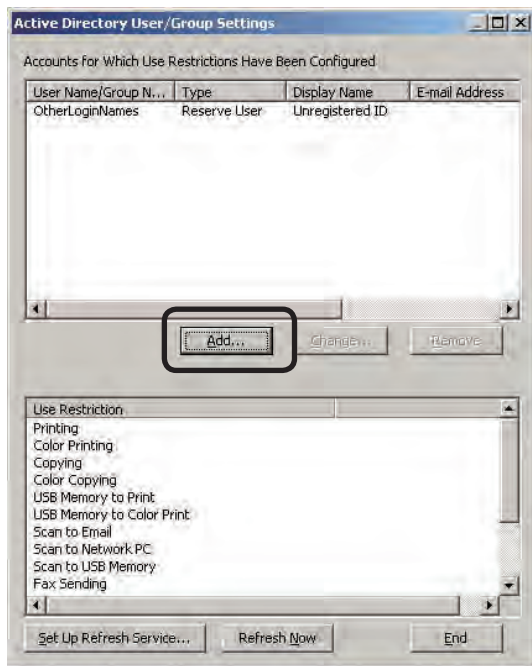 Active Directory User/Group Settings
Accounts for Which Use Restrictions Have Been Configured
User Name/Group N... Type Display Name E-mail Address
OtherLoginNames Reserve User Unregistered ID
Add... Change... Remove
Use Restriction
Printing
Color Printing
Copying
Color Copying
USB Memory to Print
USB Memory to Color Print
Scan to Email
Scan to Network PC
Scan to USB Memory
Fax Sending
Set Up Refresh Service... Refresh Now End